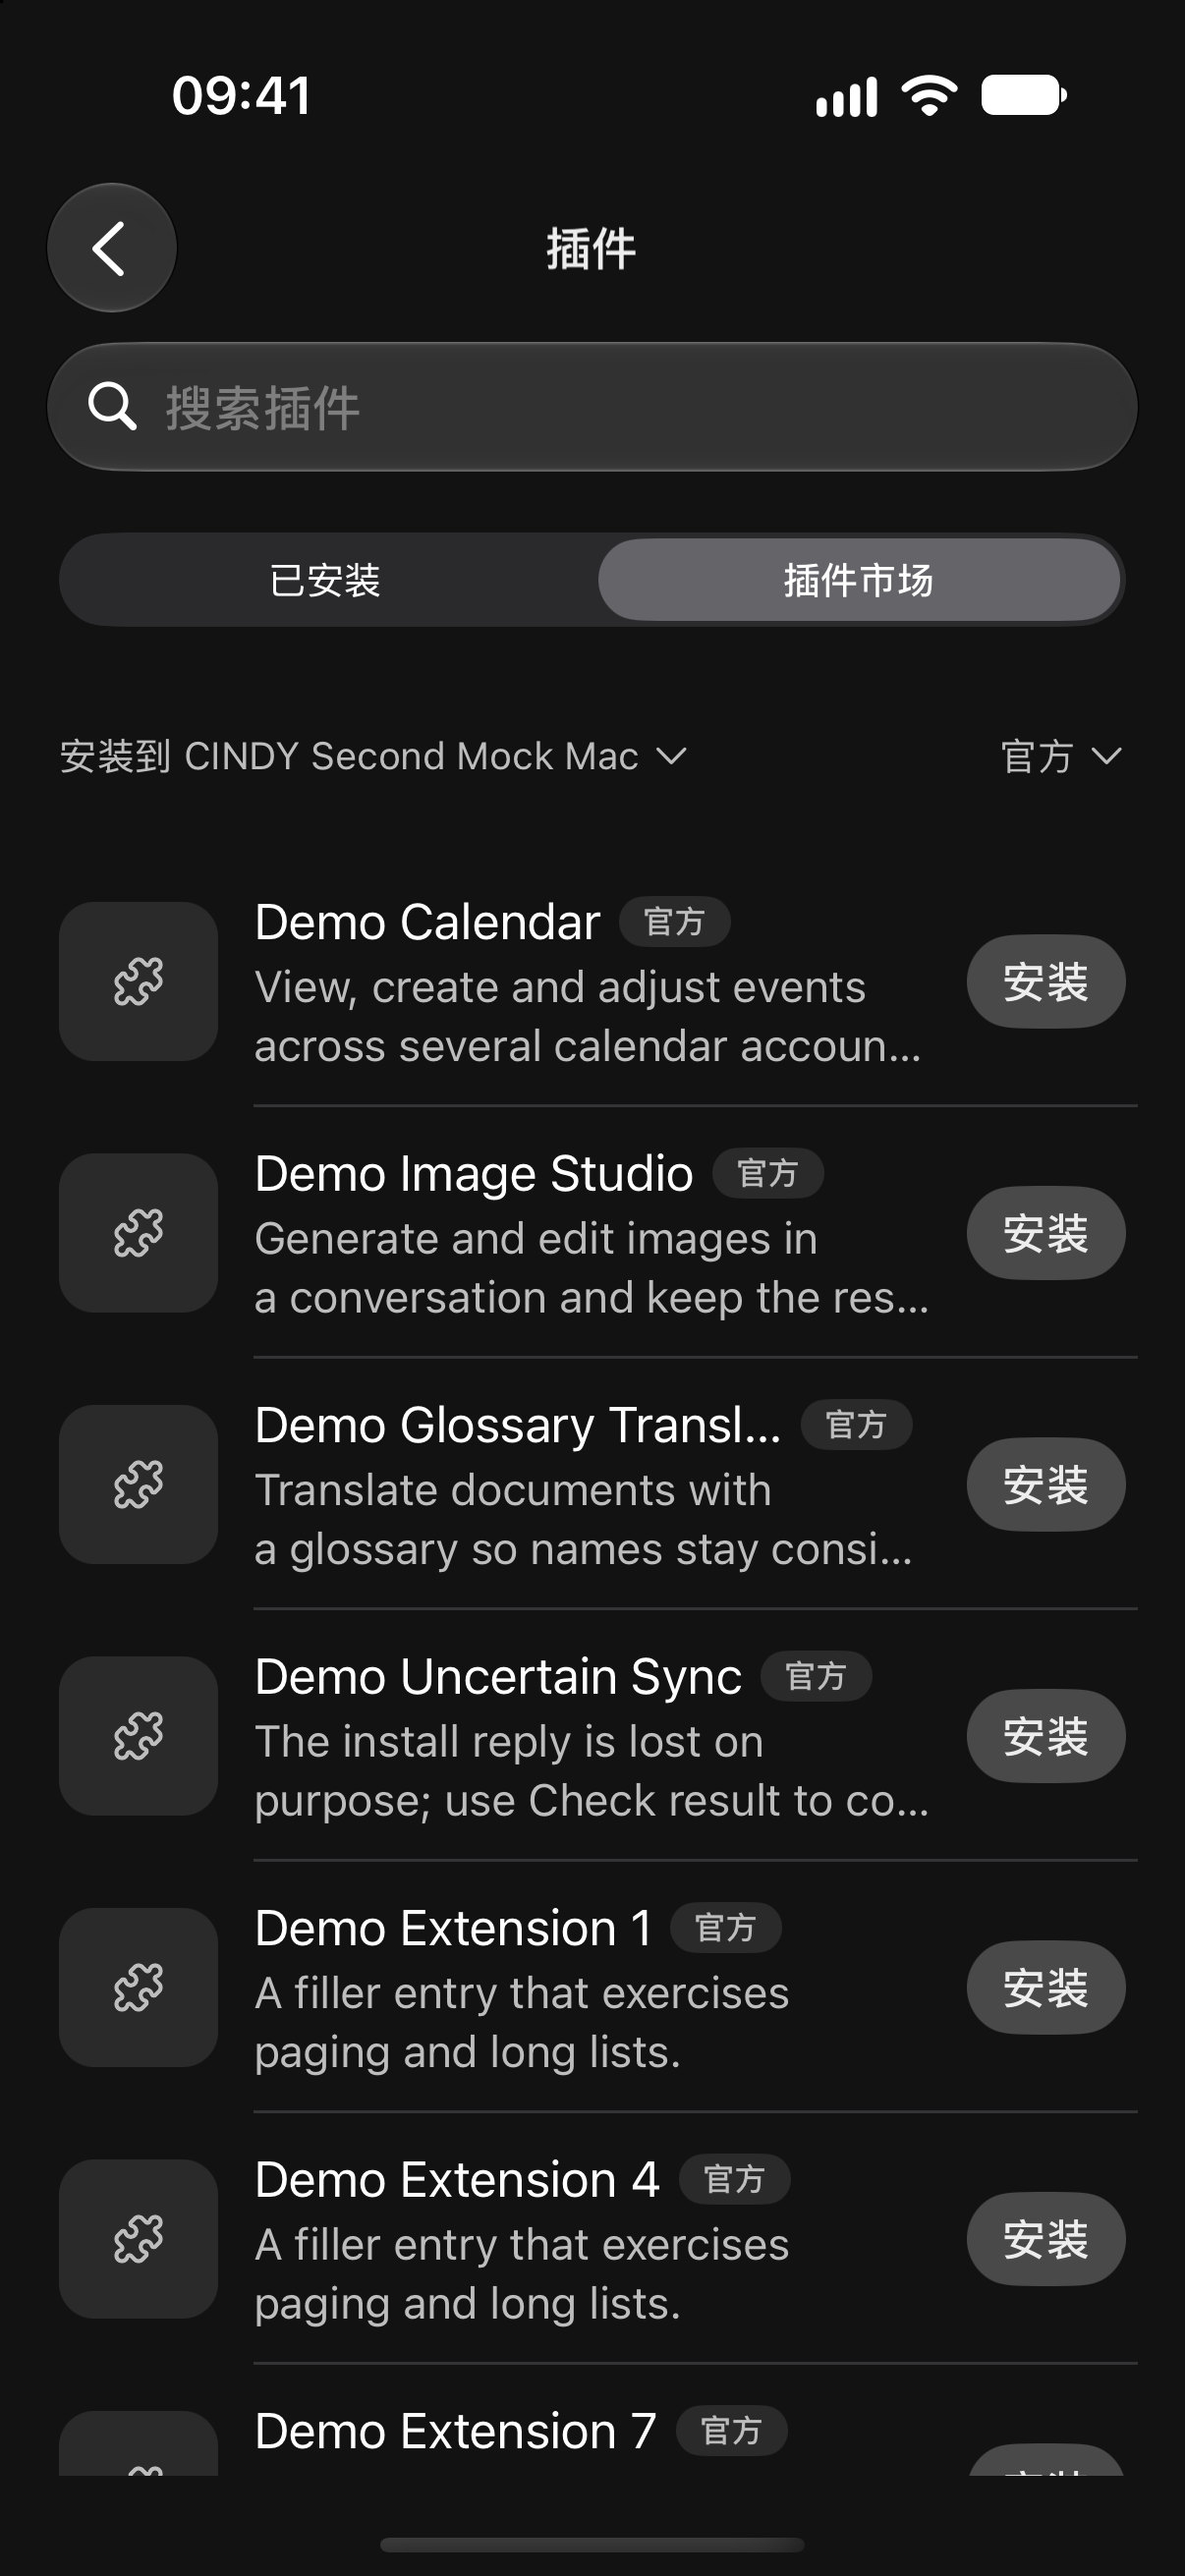 09:41
插件
搜索插件
已安装
插件市场
安装到 CINDY Second Mock Mac
官方
Demo Calendar 官方
View, create and adjust events
across several calendar accoun...
安装
Demo Image Studio 官方
Generate and edit images in
a conversation and keep the res...
安装
Demo Glossary Transl... 官方
Translate documents with
a glossary so names stay consi...
安装
Demo Uncertain Sync 官方
The install reply is lost on
purpose; use Check result to co...
安装
Demo Extension 1 官方
A filler entry that exercises
paging and long lists.
安装
Demo Extension 4 官方
A filler entry that exercises
paging and long lists.
安装
Demo Extension 7 官方